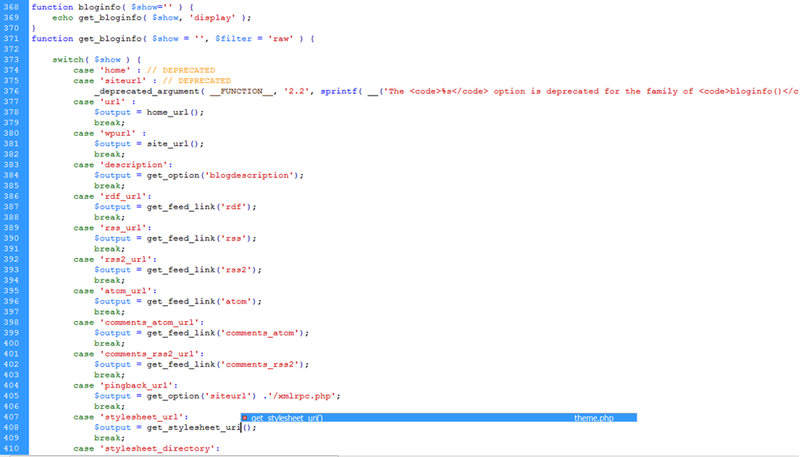 368 function bloginfo( $show='' ) {
369 echo get_bloginfo( $show, 'display' );
370 }
371 function get_bloginfo( $show = '', $filter = 'raw' ) {
372
373 switch( $show ) {
374 case 'home' : // DEPRECATED
375 case 'siteurl' : // DEPRECATED
376 _deprecated_argument( __FUNCTION__, '2.2', sprintf( __('The <code>%s</code> option is deprecated for the family of <code>bloginfo()</c
377 case 'url' :
378 $output = home_url();
379 break;
380 case 'wpurl' :
381 $output = site_url();
382 break;
383 case 'description':
384 $output = get_option('blogdescription');
385 break;
386 case 'rdf_url':
387 $output = get_feed_link('rdf');
388 break;
389 case 'rss_url':
390 $output = get_feed_link('rss');
391 break;
392 case 'rss2_url':
393 $output = get_feed_link('rss2');
394 break;
395 case 'atom_url':
396 $output = get_feed_link('atom');
397 break;
398 case 'comments_atom_url':
399 $output = get_feed_link('comments_atom');
400 break;
401 case 'comments_rss2_url':
402 $output = get_feed_link('comments_rss2');
403 break;
404 case 'pingback_url':
405 $output = get_option('siteurl') .'/xmlrpc.php';
406 break;
407 case 'stylesheet_url':
get_stylesheet_uri() theme.php
408 $output = get_stylesheet_uri();
409 break;
410 case 'stylesheet_directory':